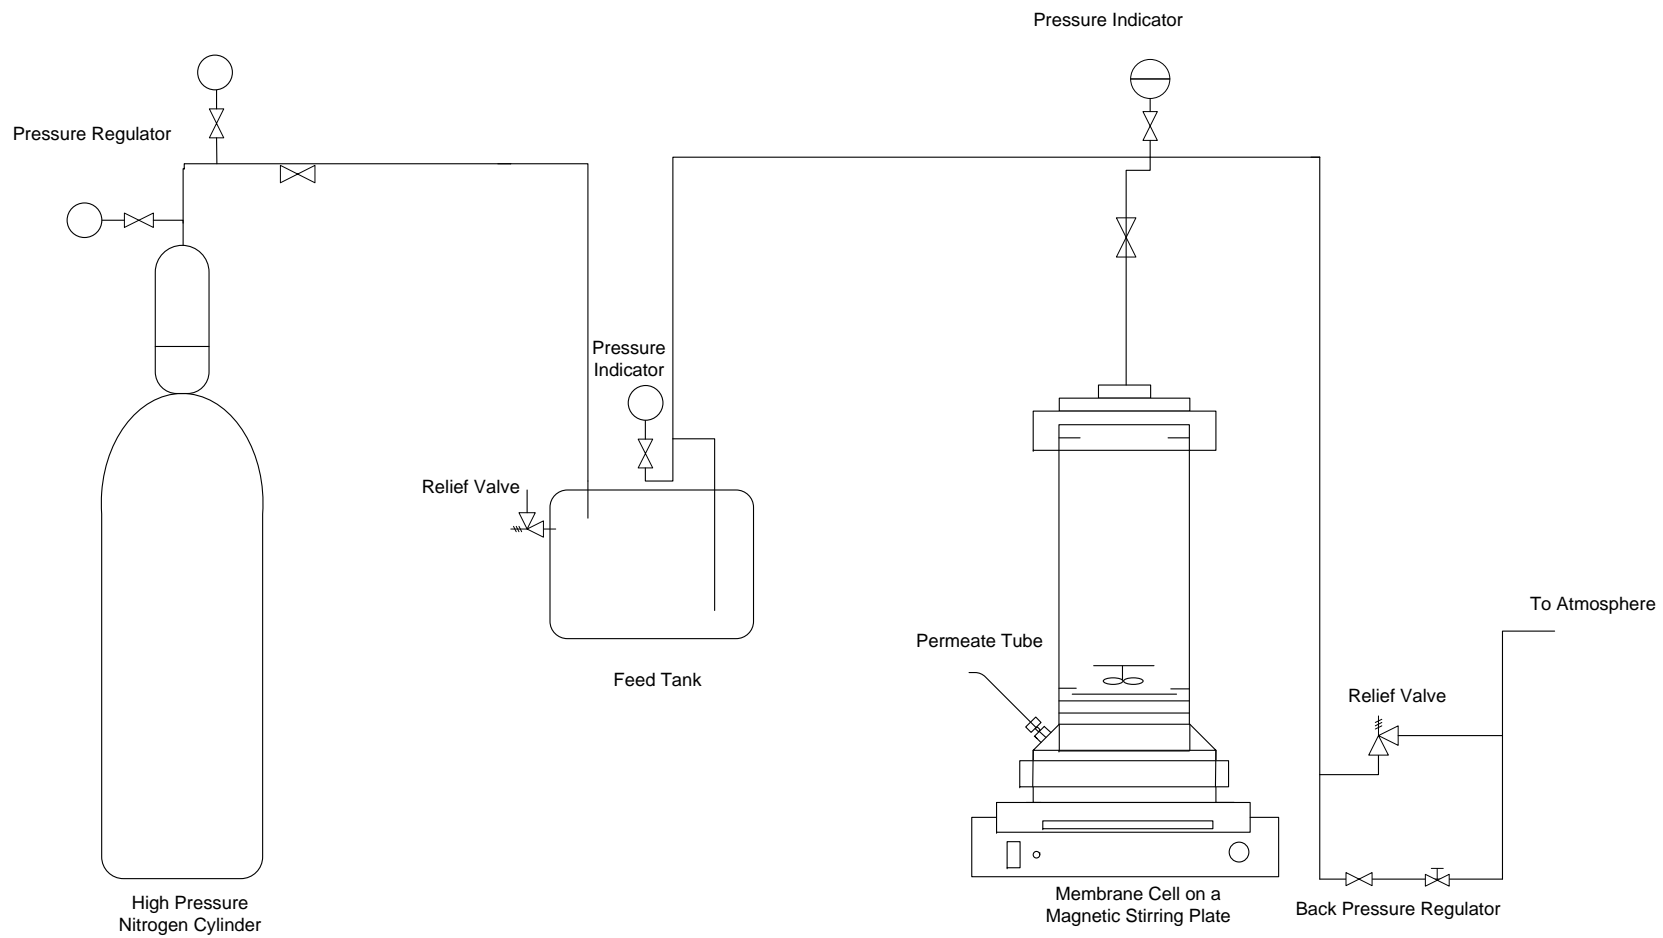 Pressure Indicator
Pressure Regulator
Pressure
Indicator
Relief Valve
To Atmosphere
Permeate Tube
Feed Tank
Relief Valve
High Pressure
Nitrogen Cylinder
Membrane Cell on a
Magnetic Stirring Plate
Back Pressure Regulator